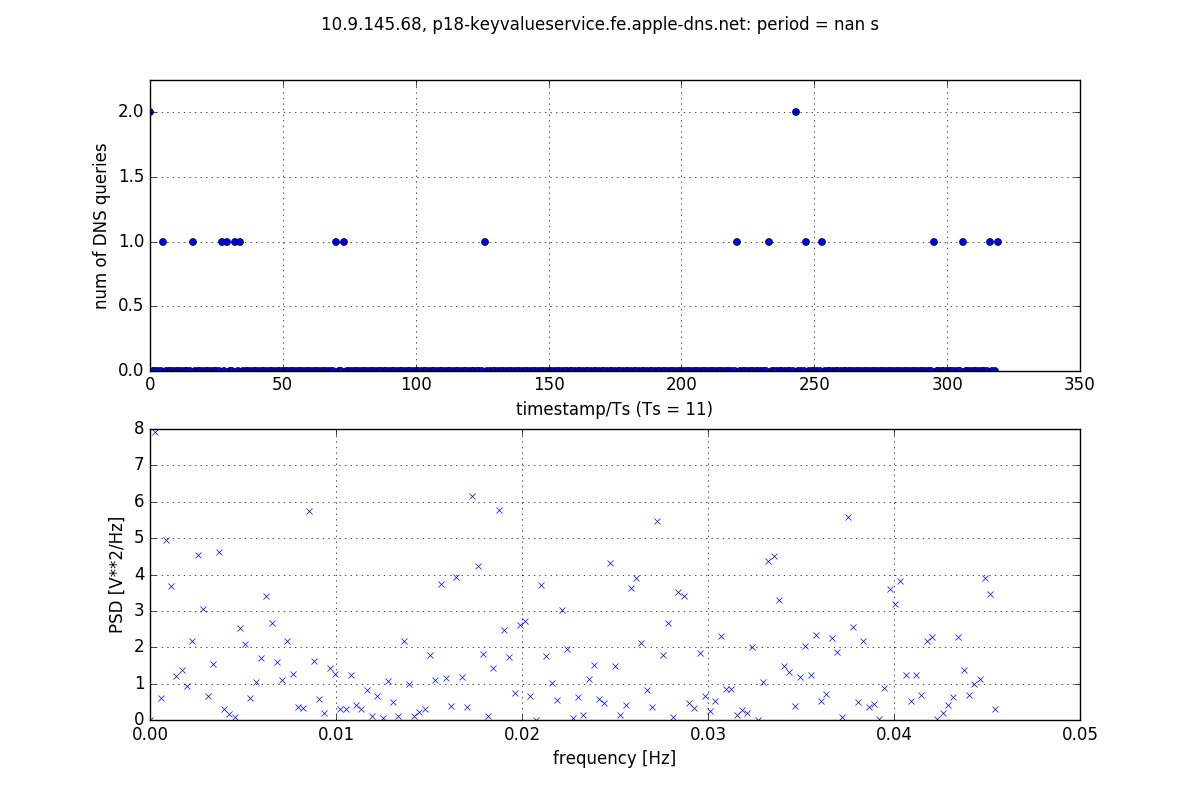 10.9.145.68, p18-keyvalueservice.fe.apple-dns.net: period = nan s
2.0
1.5
1.0
0.5
0.0
num of DNS queries
0 50 100 150 200 250 300 350
timestamp/Ts (Ts = 11)
8
7
6
5
4
3
2
1
0
PSD [V**2/Hz]
0.00 0.01 0.02 0.03 0.04 0.05
frequency [Hz]